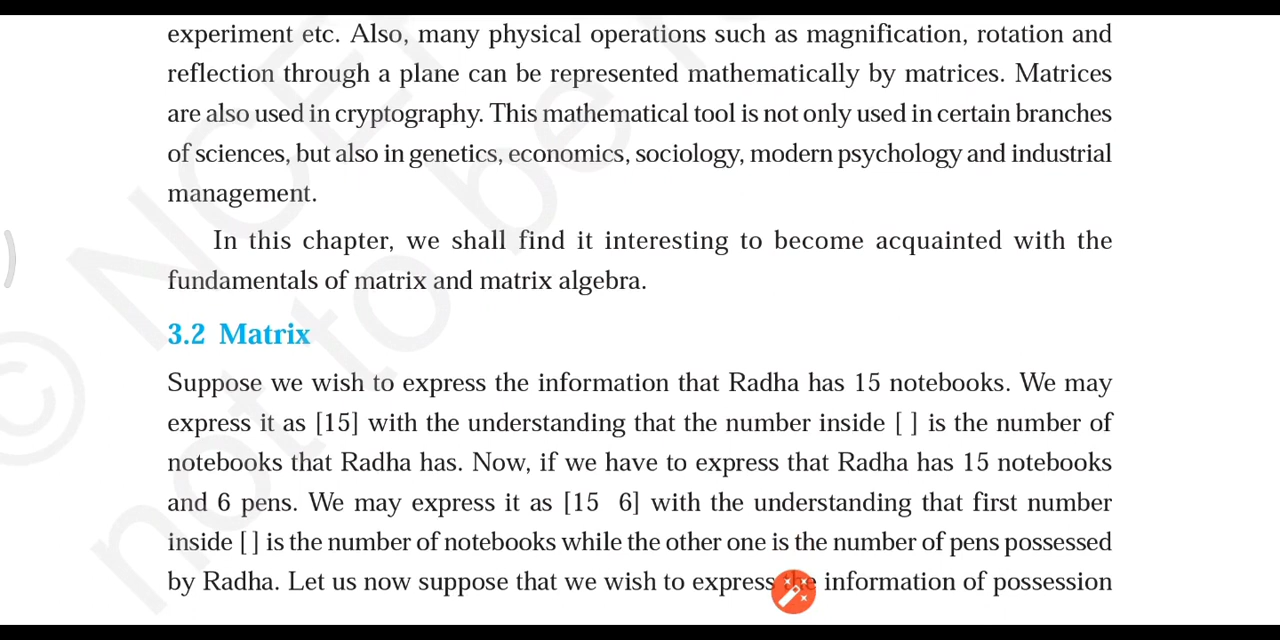 experiment etc. Also, many physical operations such as magnification, rotation and
reflection through a plane can be represented mathematically by matrices. Matrices
are also used in cryptography. This mathematical tool is not only used in certain branches
of sciences, but also in genetics, economics, sociology, modern psychology and industrial
management.
In this chapter, we shall find it interesting to become acquainted with the
fundamentals of matrix and matrix algebra.
3.2 Matrix
Suppose we wish to express the information that Radha has 15 notebooks. We may
express it as [15] with the understanding that the number inside [ ] is the number of
notebooks that Radha has. Now, if we have to express that Radha has 15 notebooks
and 6 pens. We may express it as [15 6] with the understanding that first number
inside [ ] is the number of notebooks while the other one is the number of pens possessed
by Radha. Let us now suppose that we wish to express the information of possession
© NCE
not to be